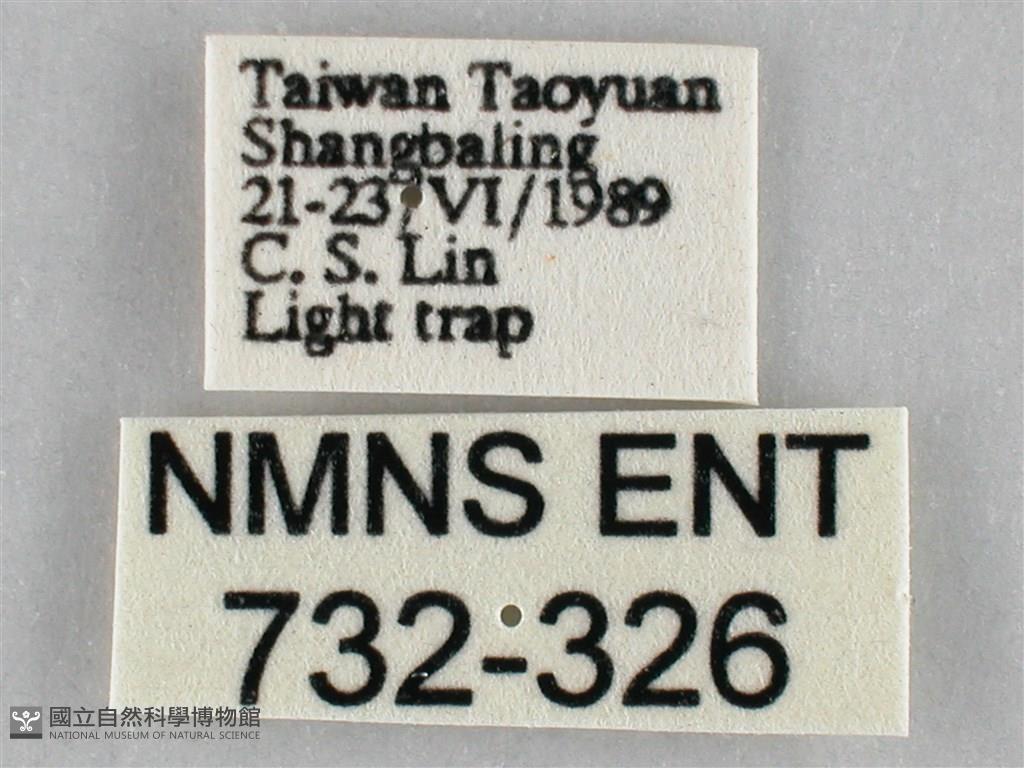 Taiwan Taoyuan
Shangbaling
21-23/VI/1989
C. S. Lin
Light trap
NMNS ENT
732-326
國立自然科學博物館
NATIONAL MUSEUM OF NATURAL SCIENCE